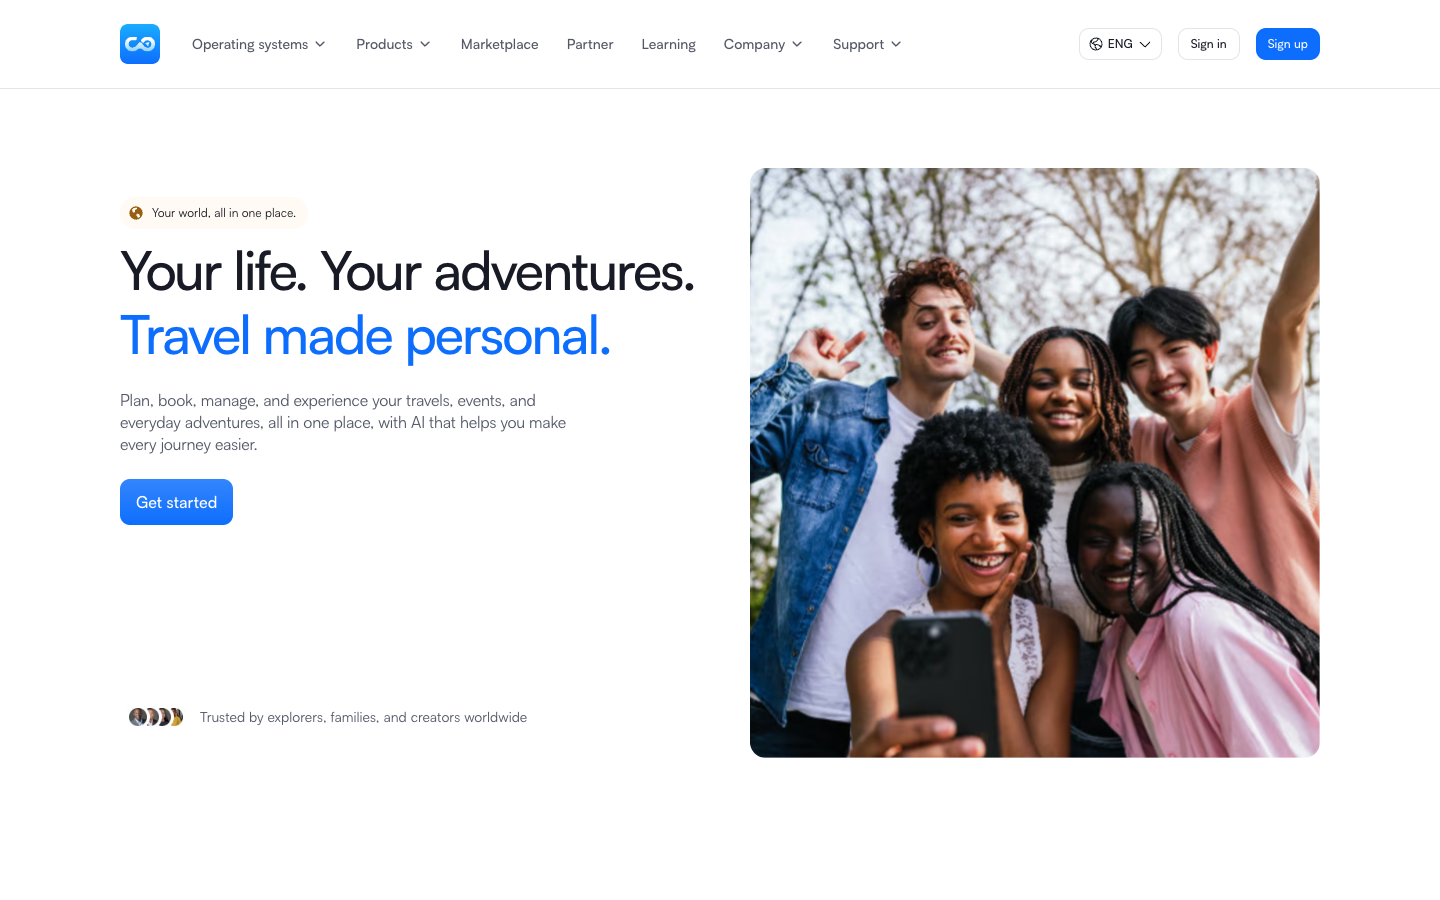 Operating systems
Products
Marketplace
Partner
Learning
Company
Support
ENG
Sign in
Sign up
Your world, all in one place.
Your life. Your adventures.
Travel made personal.
Plan, book, manage, and experience your travels, events, and
everyday adventures, all in one place, with AI that helps you make
every journey easier.
Get started
Trusted by explorers, families, and creators worldwide